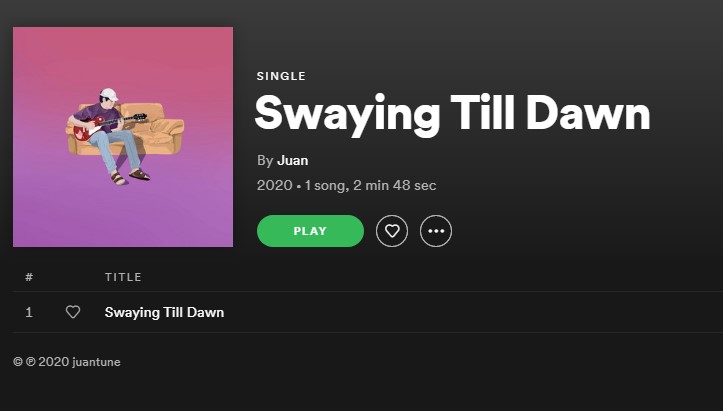 SINGLE
Swaying Till Dawn
By Juan
2020 • 1 song, 2 min 48 sec
PLAY
# TITLE
1 Swaying Till Dawn
© ℗ 2020 juantune